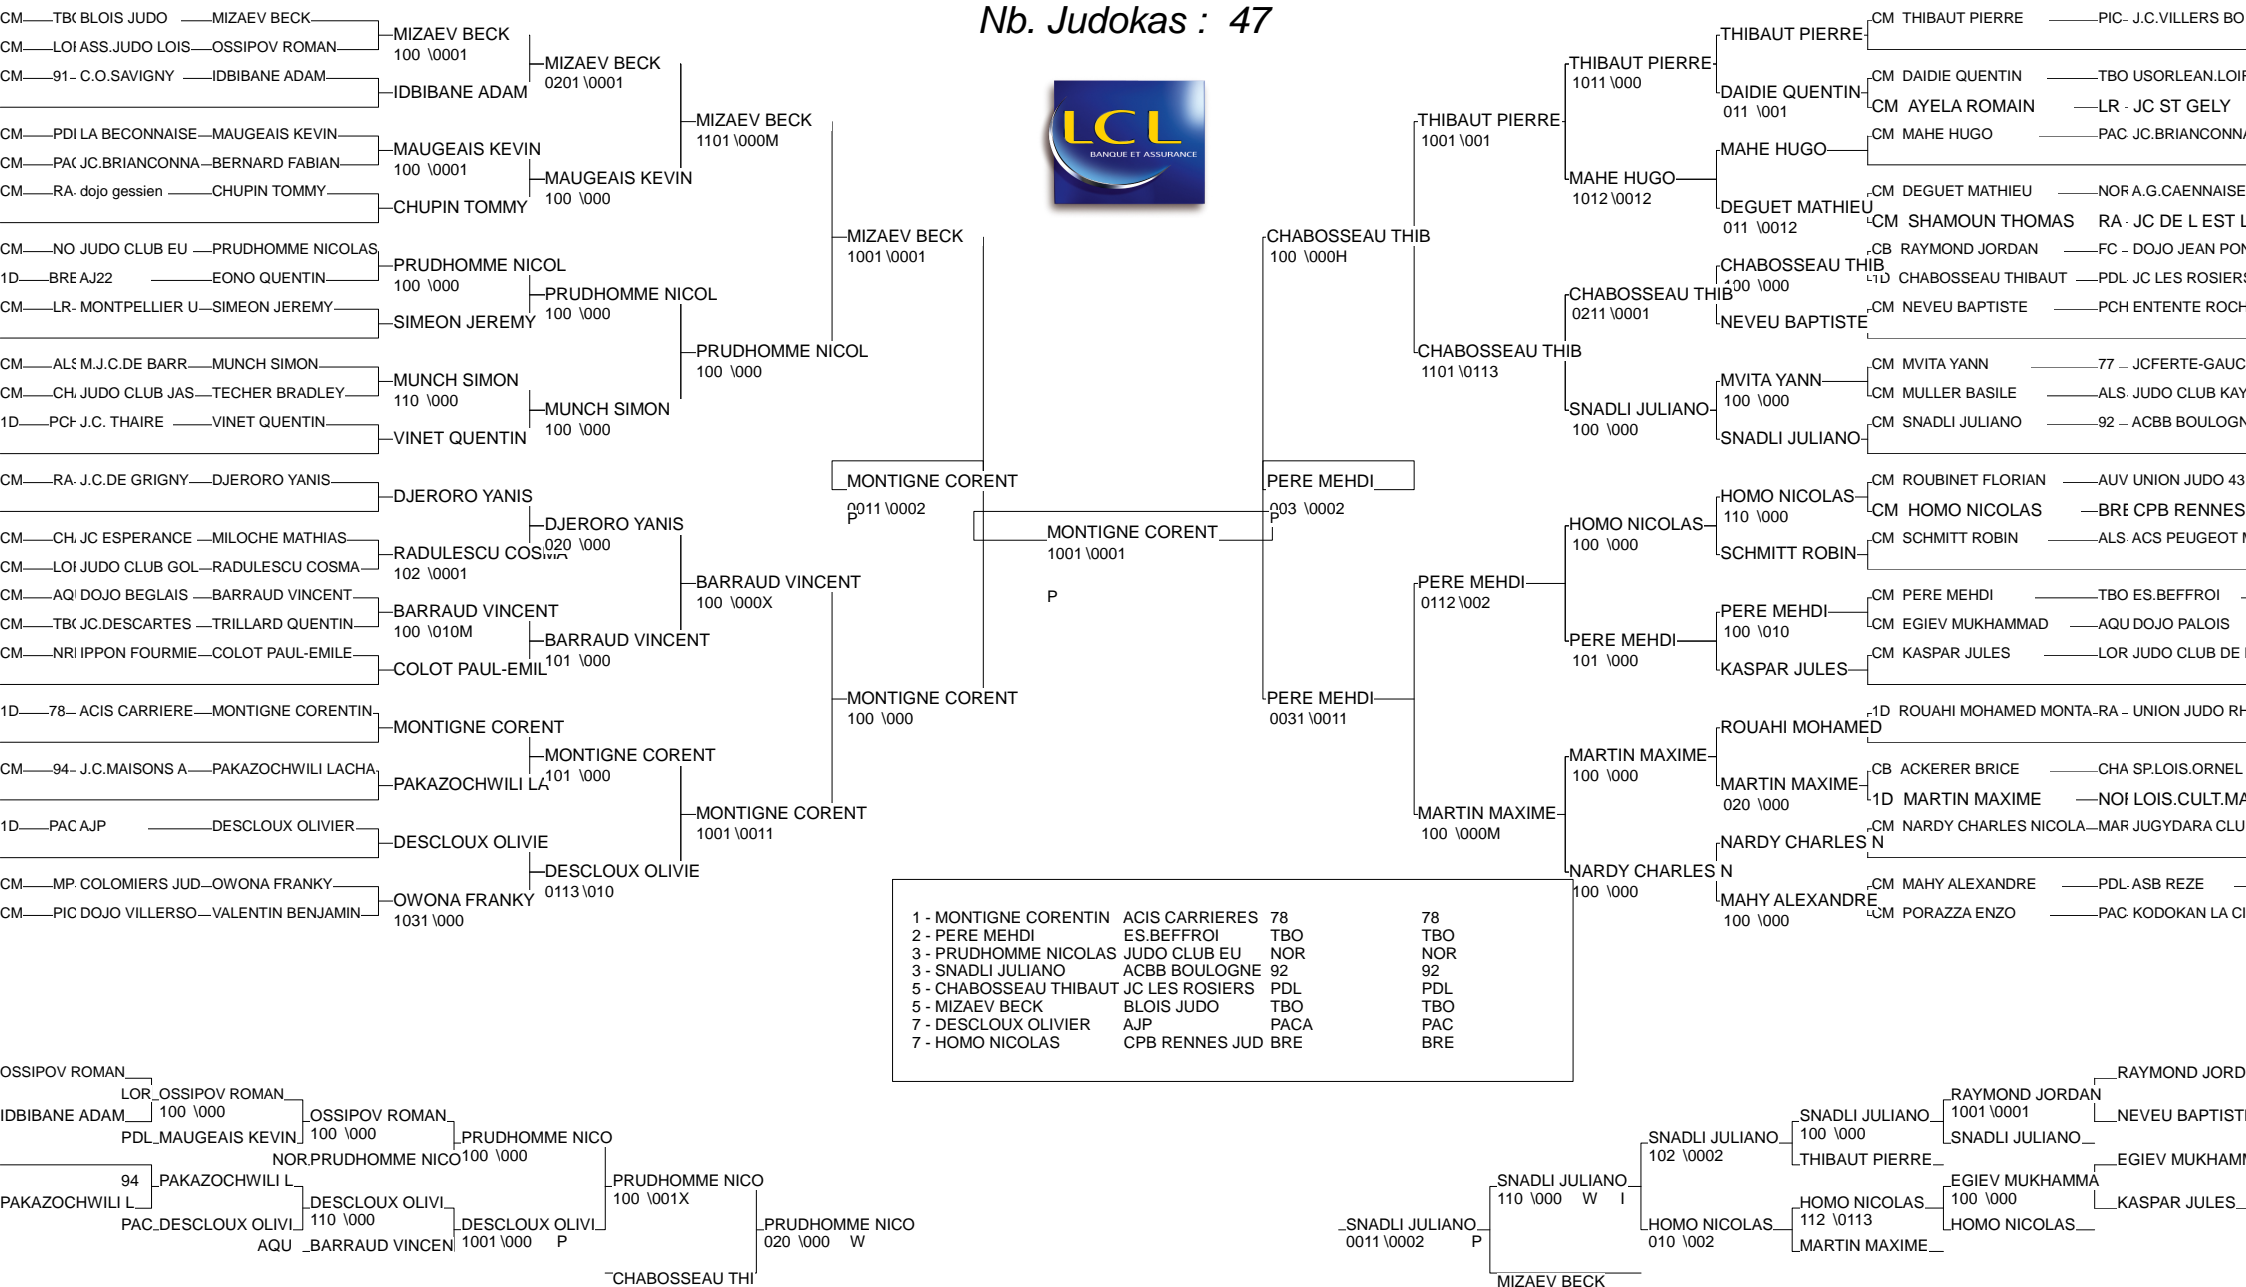 Nb. Judokas : 47
LCL
BANQUE ET ASSURANCE
CM TBO BLOIS JUDO MIZAEV BECK
CM LOI ASS.JUDO LOIS OSSIPOV ROMAN
CM 91 C.O.SAVIGNY IDBIBANE ADAM
CM PDL LA BECONNAISE MAUGEAIS KEVIN
CM PAC JC.BRIANCONNA BERNARD FABIAN
CM RA dojo gessien CHUPIN TOMMY
CM NO JUDO CLUB EU PRUDHOMME NICOLAS
1D BRE AJ22 EONO QUENTIN
CM LR MONTPELLIER U SIMEON JEREMY
CM ALS M.J.C.DE BARR MUNCH SIMON
CM CH JUDO CLUB JAS TECHER BRADLEY
1D PCH J.C. THAIRE VINET QUENTIN
CM RA J.C.DE GRIGNY DJERORO YANIS
CM CH JC ESPERANCE MILOCHE MATHIAS
CM LOI JUDO CLUB GOL RADULESCU COSMA
CM AQ DOJO BEGLAIS BARRAUD VINCENT
CM TBO JC.DESCARTES TRILLARD QUENTIN
CM NR IPPON FOURMIE COLOT PAUL-EMILE
1D 78 ACIS CARRIERE MONTIGNE CORENTIN
CM 94 J.C.MAISONS A PAKAZOCHWILI LACHA
1D PAC AJP DESCLOUX OLIVIER
CM MP COLOMIERS JUD OWONA FRANKY
CM PIC DOJO VILLERSO VALENTIN BENJAMIN
MIZAEV BECK
100 \0001
IDBIBANE ADAM
MAUGEAIS KEVIN
100 \0001
CHUPIN TOMMY
PRUDHOMME NICOL
100 \000
SIMEON JEREMY
MUNCH SIMON
110 \000
VINET QUENTIN
DJERORO YANIS
RADULESCU COSMA
102 \0001
BARRAUD VINCENT
100 \010M
COLOT PAUL-EMIL
MONTIGNE CORENT
PAKAZOCHWILI LA
DESCLOUX OLIVIE
OWONA FRANKY
1031 \000
MIZAEV BECK
0201 \0001
MAUGEAIS KEVIN
100 \000
PRUDHOMME NICOL
100 \000
MUNCH SIMON
100 \000
DJERORO YANIS
020 \000
BARRAUD VINCENT
101 \000
MONTIGNE CORENT
101 \000
DESCLOUX OLIVIE
0113 \010
MIZAEV BECK
1101 \000M
PRUDHOMME NICOL
100 \000
BARRAUD VINCENT
100 \000X
MONTIGNE CORENT
1001 \0011
MIZAEV BECK
1001 \0001
MONTIGNE CORENT
100 \000
MONTIGNE CORENT
0011 \0002
P
MONTIGNE CORENT
1001 \0001
P
PERE MEHDI
003 \0002
P
CHABOSSEAU THIB
100 \000H
PERE MEHDI
0031 \0011
THIBAUT PIERRE
1001 \001
CHABOSSEAU THIB
1101 \0113
PERE MEHDI
0112 \002
MARTIN MAXIME
100 \000M
THIBAUT PIERRE
1011 \000
MAHE HUGO
1012 \0012
CHABOSSEAU THIB
0211 \0001
SNADLI JULIANO
100 \000
HOMO NICOLAS
100 \000
PERE MEHDI
101 \000
MARTIN MAXIME
100 \000
NARDY CHARLES N
100 \000
THIBAUT PIERRE
DAIDIE QUENTIN
011 \001
MAHE HUGO
DEGUET MATHIEU
011 \0012
CHABOSSEAU THIB
100 \000
NEVEU BAPTISTE
MVITA YANN
100 \000
SNADLI JULIANO
HOMO NICOLAS
110 \000
SCHMITT ROBIN
PERE MEHDI
100 \010
KASPAR JULES
ROUAHI MOHAMED
MARTIN MAXIME
020 \000
NARDY CHARLES N
MAHY ALEXANDRE
100 \000
CM THIBAUT PIERRE PIC J.C.VILLERS BO
CM DAIDIE QUENTIN TBO USORLEAN.LOIR
CM AYELA ROMAIN LR - JC ST GELY
CM MAHE HUGO PAC JC.BRIANCONNA
CM DEGUET MATHIEU NOR A.G.CAENNAISE
CM SHAMOUN THOMAS RA - JC DE L EST L
CB RAYMOND JORDAN FC - DOJO JEAN PON
1D CHABOSSEAU THIBAUT PDL JC LES ROSIERS
CM NEVEU BAPTISTE PCH ENTENTE ROCH
CM MVITA YANN 77 - JCFERTE-GAUC
CM MULLER BASILE ALS JUDO CLUB KAY
CM SNADLI JULIANO 92 - ACBB BOULOGN
CM ROUBINET FLORIAN AUV UNION JUDO 43
CM HOMO NICOLAS BRE CPB RENNES
CM SCHMITT ROBIN ALS ACS PEUGEOT M
CM PERE MEHDI TBO ES.BEFFROI
CM EGIEV MUKHAMMAD AQU DOJO PALOIS
CM KASPAR JULES LOR JUDO CLUB DE
1D ROUAHI MOHAMED MONTA RA - UNION JUDO RH
CB ACKERER BRICE CHA SP.LOIS.ORNEL
1D MARTIN MAXIME NOI LOIS.CULT.MA
CM NARDY CHARLES NICOLA MAR JUGYDARA CLU
CM MAHY ALEXANDRE PDL ASB REZE
CM PORAZZA ENZO PAC KODOKAN LA CI
1 - MONTIGNE CORENTIN ACIS CARRIERES 78 78
2 - PERE MEHDI ES.BEFFROI TBO TBO
3 - PRUDHOMME NICOLAS JUDO CLUB EU NOR NOR
3 - SNADLI JULIANO ACBB BOULOGNE 92 92
5 - CHABOSSEAU THIBAUT JC LES ROSIERS PDL PDL
5 - MIZAEV BECK BLOIS JUDO TBO TBO
7 - DESCLOUX OLIVIER AJP PACA PAC
7 - HOMO NICOLAS CPB RENNES JUD BRE BRE
OSSIPOV ROMAN
IDBIBANE ADAM
PAKAZOCHWILI L
LOR OSSIPOV ROMAN
100 \000
PDL MAUGEAIS KEVIN
94 PAKAZOCHWILI L
PAC DESCLOUX OLIVI
OSSIPOV ROMAN
100 \000
NOR PRUDHOMME NICO
DESCLOUX OLIVI
110 \000
AQU BARRAUD VINCEN
PRUDHOMME NICO
100 \000
DESCLOUX OLIVI
1001 \000 P
PRUDHOMME NICO
100 \001X
CHABOSSEAU THI
PRUDHOMME NICO
020 \000 W
SNADLI JULIANO
0011 \0002 P
SNADLI JULIANO
110 \000 W I
MIZAEV BECK
SNADLI JULIANO
102 \0002
HOMO NICOLAS
010 \002
SNADLI JULIANO
100 \000
THIBAUT PIERRE
HOMO NICOLAS
112 \0113
MARTIN MAXIME
RAYMOND JORDAN
1001 \0001
SNADLI JULIANO
EGIEV MUKHAMMA
100 \000
HOMO NICOLAS
RAYMOND JORD
NEVEU BAPTIST
EGIEV MUKHAMM
KASPAR JULES